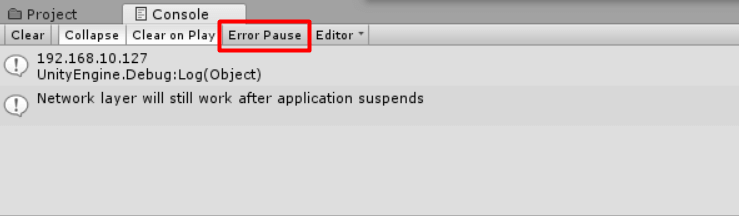 Project
Console
Clear Collapse Clear on Play Error Pause Editor
192.168.10.127
UnityEngine.Debug:Log(Object)
Network layer will still work after application suspends